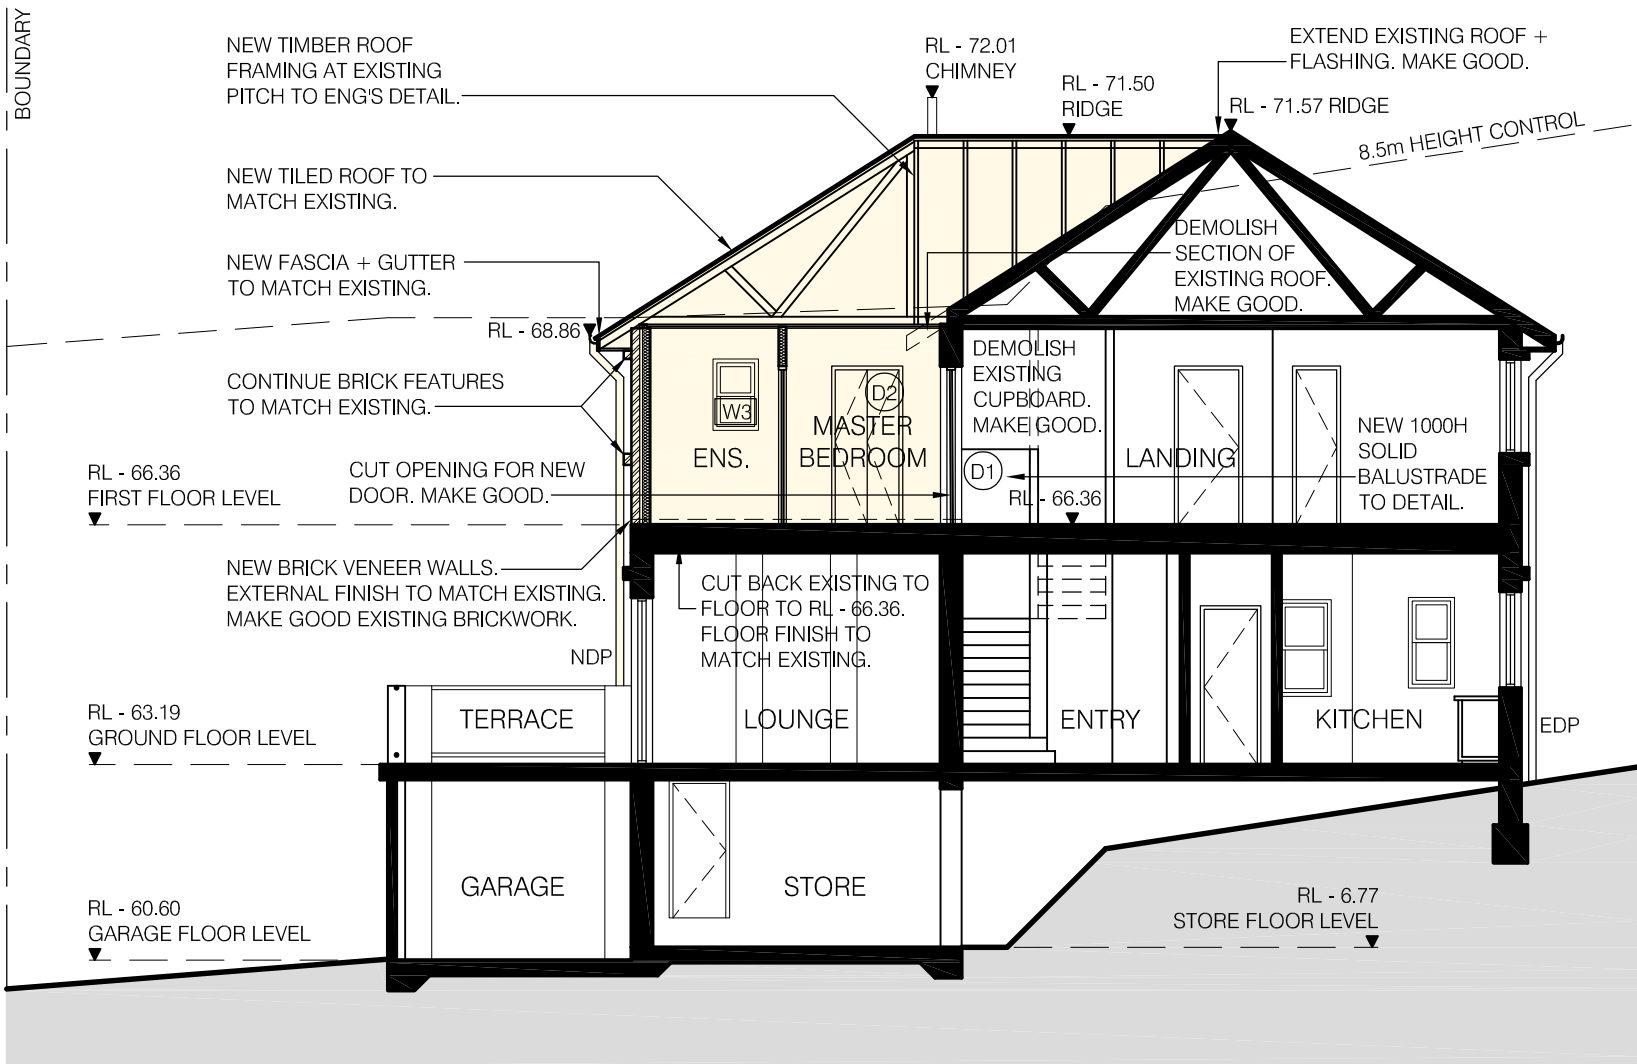 BOUNDARY
NEW TIMBER ROOF
FRAMING AT EXISTING
PITCH TO ENG'S DETAIL.
RL - 72.01
CHIMNEY
RL - 71.50
RIDGE
EXTEND EXISTING ROOF +
FLASHING. MAKE GOOD.
RL - 71.57 RIDGE
8.5m HEIGHT CONTROL
NEW TILED ROOF TO
MATCH EXISTING.
DEMOLISH
SECTION OF
EXISTING ROOF.
MAKE GOOD.
NEW FASCIA + GUTTER
TO MATCH EXISTING.
RL - 68.86
DEMOLISH
EXISTING
CUPBOARD.
MAKE GOOD.
CONTINUE BRICK FEATURES
TO MATCH EXISTING.
W3
D2
MASTER
BEDROOM
ENS.
LANDING
NEW 1000H
SOLID
BALUSTRADE
TO DETAIL.
D1
RL - 66.36
FIRST FLOOR LEVEL
CUT OPENING FOR NEW
DOOR. MAKE GOOD.
RL - 66.36
NEW BRICK VENEER WALLS.
EXTERNAL FINISH TO MATCH EXISTING.
MAKE GOOD EXISTING BRICKWORK.
CUT BACK EXISTING TO
FLOOR TO RL - 66.36.
FLOOR FINISH TO
MATCH EXISTING.
NDP
RL - 63.19
GROUND FLOOR LEVEL
TERRACE
LOUNGE
ENTRY
KITCHEN
EDP
GARAGE
STORE
RL - 60.60
GARAGE FLOOR LEVEL
RL - 6.77
STORE FLOOR LEVEL